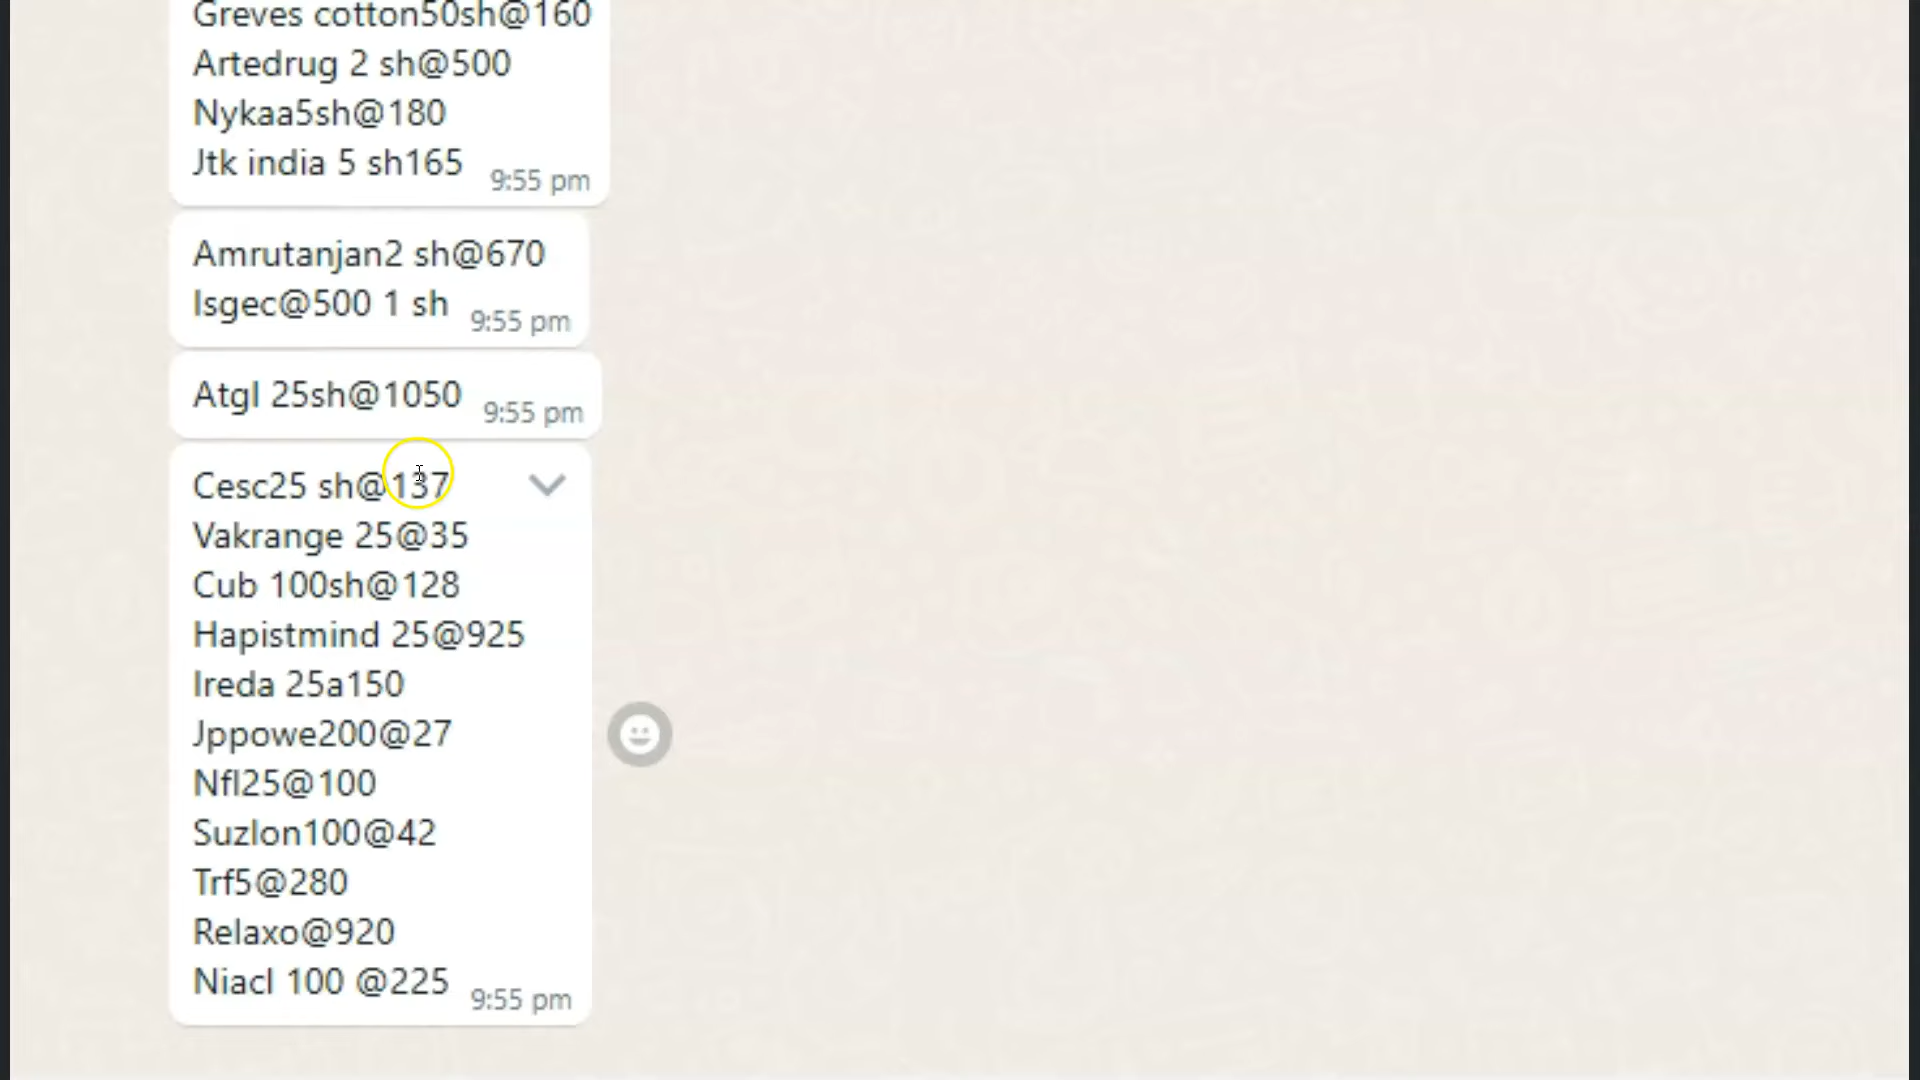 Greves cotton50sh@160
Artedrug 2 sh@500
Nykaa5sh@180
Jtk india 5 sh165
9:55 pm
Amrutanjan2 sh@670
Isgec@500 1 sh
9:55 pm
Atgl 25sh@1050
9:55 pm
Cesc25 sh@137
Vakrange 25@35
Cub 100sh@128
Hapistmind 25@925
Ireda 25a150
Jppowe200@27
Nfl25@100
Suzlon100@42
Trf5@280
Relaxo@920
Niacl 100 @225
9:55 pm